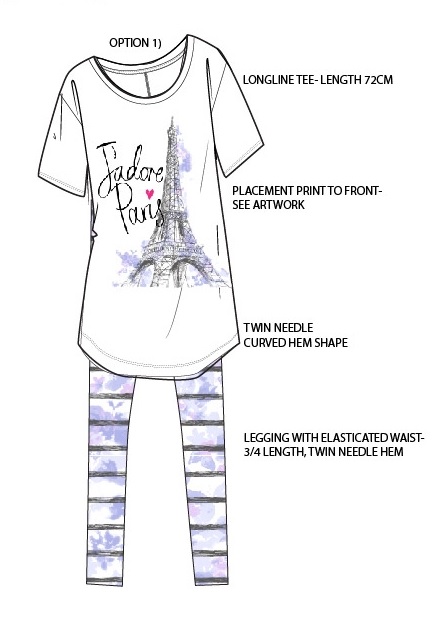 OPTION 1)
LONGLINE TEE- LENGTH 72CM
J'adore
Paris
PLACEMENT PRINT TO FRONT-
SEE ARTWORK
TWIN NEEDLE
CURVED HEM SHAPE
LEGGING WITH ELASTICATED WAIST-
3/4 LENGTH, TWIN NEEDLE HEM